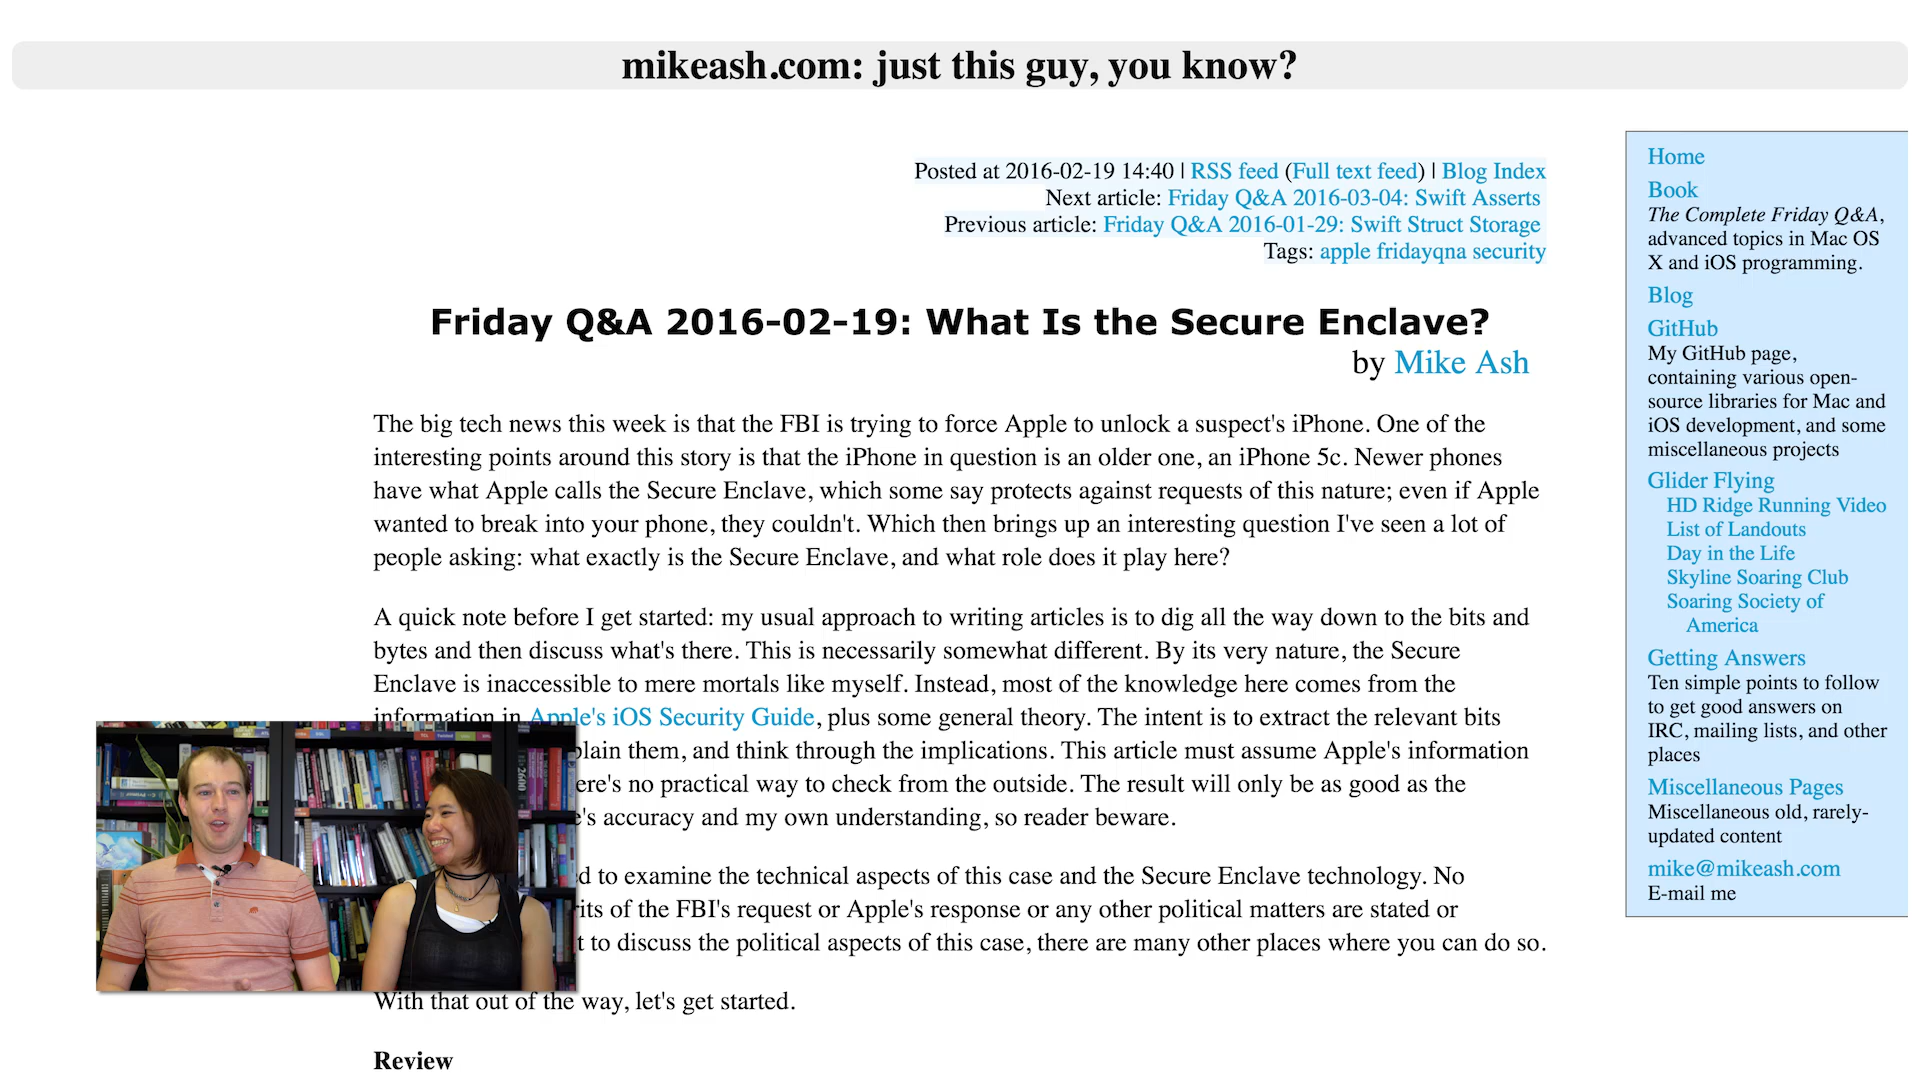 mikeash.com: just this guy, you know?
Posted at 2016-02-19 14:40 | RSS feed (Full text feed) | Blog Index
Next article: Friday Q&A 2016-03-04: Swift Asserts
Previous article: Friday Q&A 2016-01-29: Swift Struct Storage
Tags: apple fridayqna security
Friday Q&A 2016-02-19: What Is the Secure Enclave?
by Mike Ash
The big tech news this week is that the FBI is trying to force Apple to unlock a suspect's iPhone. One of the
interesting points around this story is that the iPhone in question is an older one, an iPhone 5c. Newer phones
have what Apple calls the Secure Enclave, which some say protects against requests of this nature; even if Apple
wanted to break into your phone, they couldn't. Which then brings up an interesting question I've seen a lot of
people asking: what exactly is the Secure Enclave, and what role does it play here?
A quick note before I get started: my usual approach to writing articles is to dig all the way down to the bits and
bytes and then discuss what's there. This is necessarily somewhat different. By its very nature, the Secure
Enclave is inaccessible to mere mortals like myself. Instead, most of the knowledge here comes from the
information in Apple's iOS Security Guide, plus some general theory. The intent is to extract the relevant bits
plain them, and think through the implications. This article must assume Apple's information
ere's no practical way to check from the outside. The result will only be as good as the
's accuracy and my own understanding, so reader beware.
d to examine the technical aspects of this case and the Secure Enclave technology. No
rits of the FBI's request or Apple's response or any other political matters are stated or
t to discuss the political aspects of this case, there are many other places where you can do so.
With that out of the way, let's get started.
Review
Home
Book
The Complete Friday Q&A,
advanced topics in Mac OS
X and iOS programming.
Blog
GitHub
My GitHub page,
containing various open-
source libraries for Mac and
iOS development, and some
miscellaneous projects
Glider Flying
HD Ridge Running Video
List of Landouts
Day in the Life
Skyline Soaring Club
Soaring Society of
America
Getting Answers
Ten simple points to follow
to get good answers on
IRC, mailing lists, and other
places
Miscellaneous Pages
Miscellaneous old, rarely-
updated content
mike@mikeash.com
E-mail me
2600